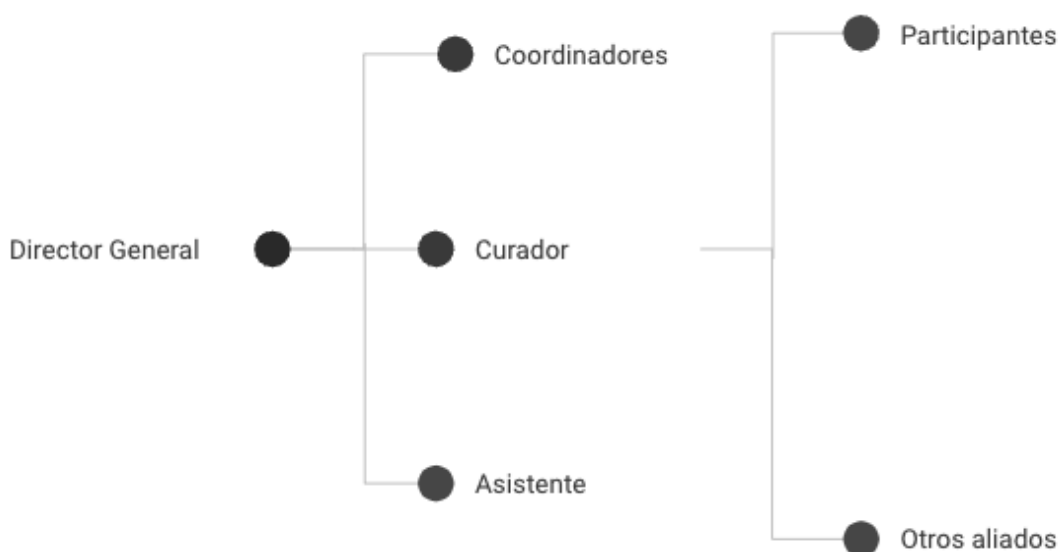 Participantes
Coordinadores
Director General
Curador
Asistente
Otros aliados